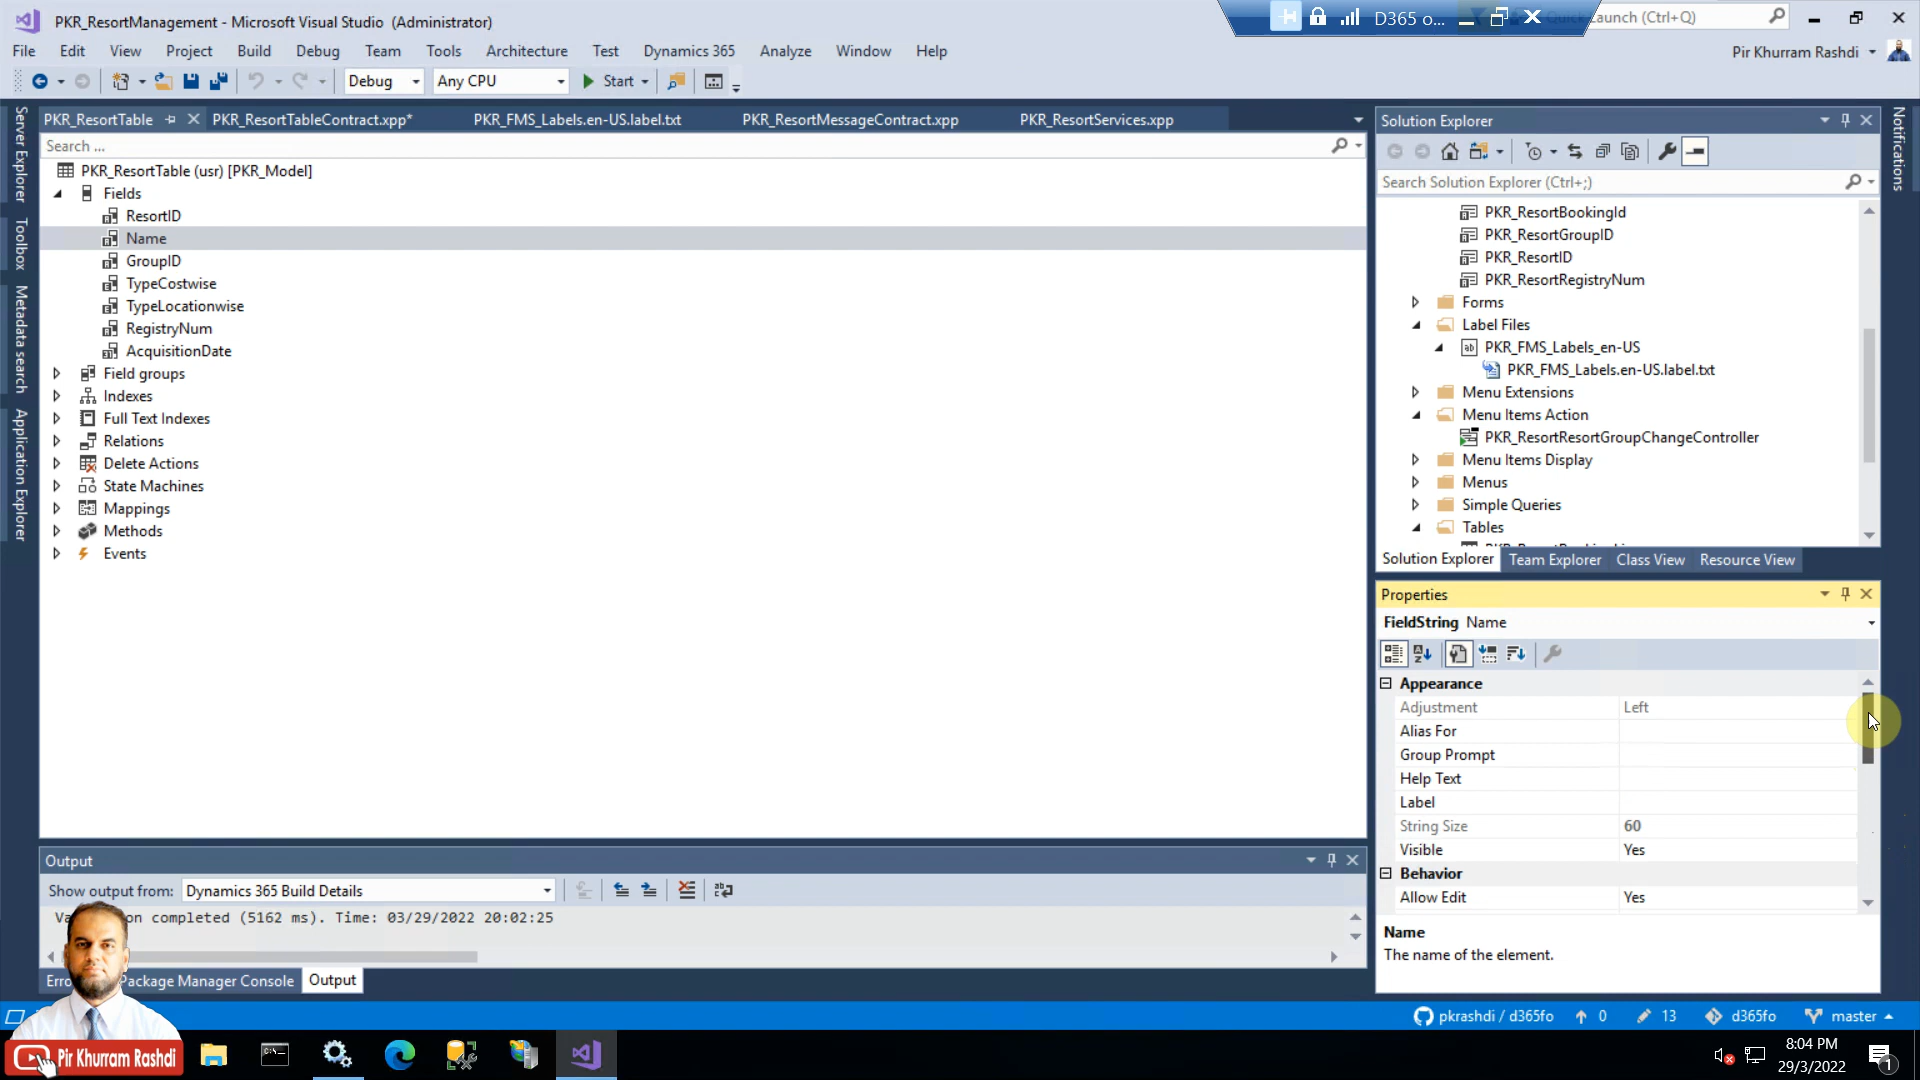 PKR_ResortManagement - Microsoft Visual Studio (Administrator)
D365 o...
Launch (Ctrl+Q)
File Edit View Project Build Debug Team Tools Architecture Test Dynamics 365 Analyze Window Help
Pir Khurram Rashdi
Debug Any CPU Start
Server Explorer
Toolbox
Metadata search
Application Explorer
PKR_ResortTable PKR_ResortTableContract.xpp* PKR_FMS_Labels.en-US.label.txt PKR_ResortMessageContract.xpp PKR_ResortServices.xpp
Search ...
PKR_ResortTable (usr) [PKR_Model]
Fields
ResortID
Name
GroupID
TypeCostwise
TypeLocationwise
RegistryNum
AcquisitionDate
Field groups
Indexes
Full Text Indexes
Relations
Delete Actions
State Machines
Mappings
Methods
Events
Solution Explorer
Search Solution Explorer (Ctrl+;)
PKR_ResortBookingId
PKR_ResortGroupID
PKR_ResortID
PKR_ResortRegistryNum
Forms
Label Files
PKR_FMS_Labels_en-US
PKR_FMS_Labels.en-US.label.txt
Menu Extensions
Menu Items Action
PKR_ResortResortGroupChangeController
Menu Items Display
Menus
Simple Queries
Tables
Solution Explorer Team Explorer Class View Resource View
Notifications
Properties
FieldString Name
Appearance
Adjustment Left
Alias For
Group Prompt
Help Text
Label
String Size 60
Visible Yes
Behavior
Allow Edit Yes
Name
The name of the element.
Output
Show output from: Dynamics 365 Build Details
on completed (5162 ms). Time: 03/29/2022 20:02:25
Package Manager Console Output
pkrashdi / d365fo 0 13 d365fo master
Pir Khurram Rashdi
8:04 PM
29/3/2022
1